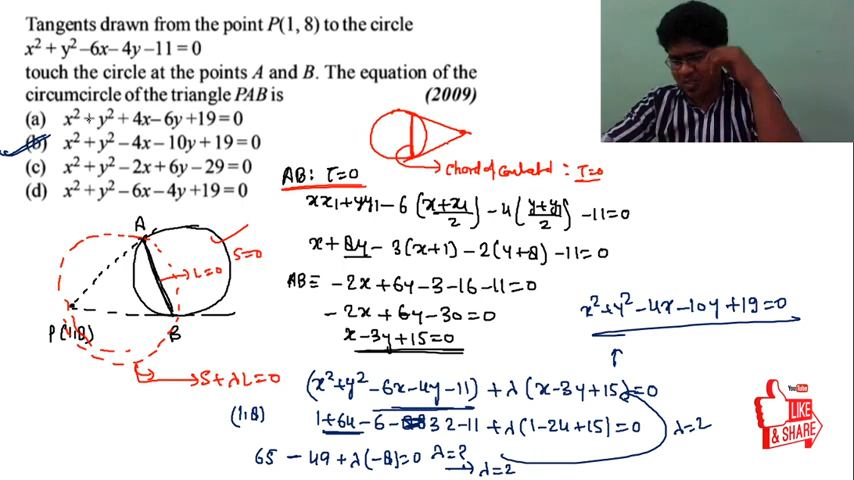 Tangents drawn from the point P(1, 8) to the circle
x² + y² –6x– 4y –11 = 0
touch the circle at the points A and B. The equation of the
circumcircle of the triangle PAB is (2009)
(a) x² + y² + 4x– 6y +19 = 0
(b) x² + y² – 4x – 10y + 19 = 0
(c) x² + y² – 2x + 6y – 29 = 0
(d) x² + y² – 6x – 4y +19 = 0
Chord of Contact : T=0
AB: T=0
xx1+yy1 – 6 (x+x1/2) – 4 (y+y1/2) – 11=0
x + 8y – 3(x+1) – 2(y+8) – 11=0
AB ≡ – 2x + 6y – 3 – 16 – 11 = 0
– 2x + 6y – 30 = 0
x – 3y + 15 = 0
x²+y² – 4x – 10y + 19 = 0
A
S=0
L=0
P(1,8)
B
S+λL=0
(x²+y² – 6x – 4y – 11) + λ (x – 3y + 15) = 0
(1,8)
1+64 – 6 – 32 – 11 + λ(1 – 24 + 15) = 0
λ=2
65 – 49 + λ(–8) = 0 λ=?
→ λ=2
YouTube
LIKE
& SHARE